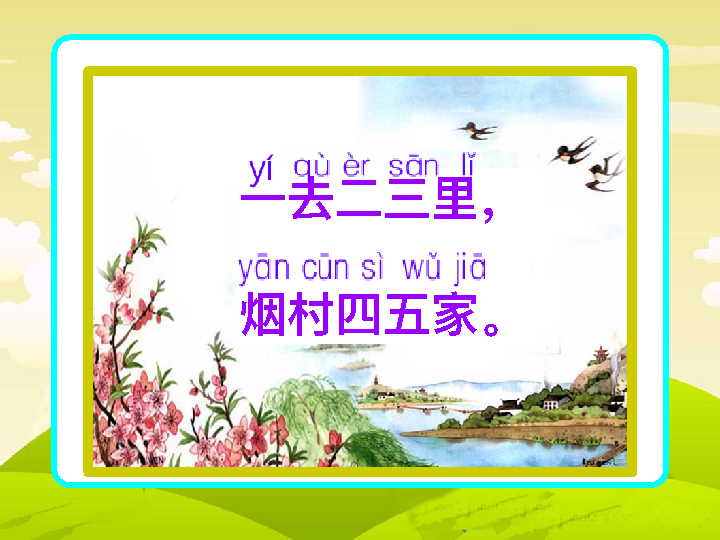 yí qù èr sān lǐ
一去二三里，
yān cūn sì wǔ jiā
烟村四五家。